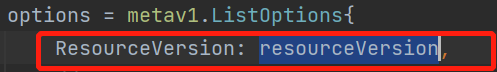 options = metav1.ListOptions{
ResourceVersion: resourceVersion,